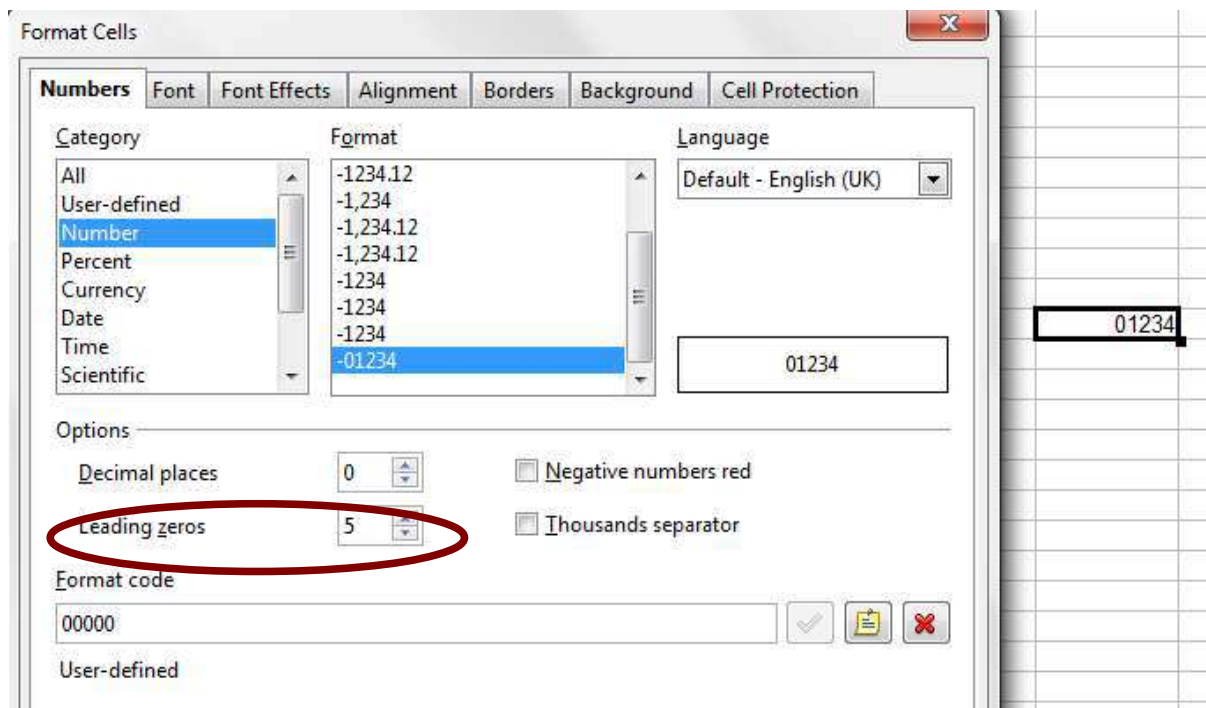 Format Cells
Numbers Font Font Effects Alignment Borders Background Cell Protection
Category
All
User-defined
Number
Percent
Currency
Date
Time
Scientific
Format
-1234.12
-1,234
-1,234.12
-1,234.12
-1234
-1234
-1234
-01234
Language
Default - English (UK)
01234
01234
Options
Decimal places 0 Negative numbers red
Leading zeros 5 Thousands separator
Format code
00000
User-defined